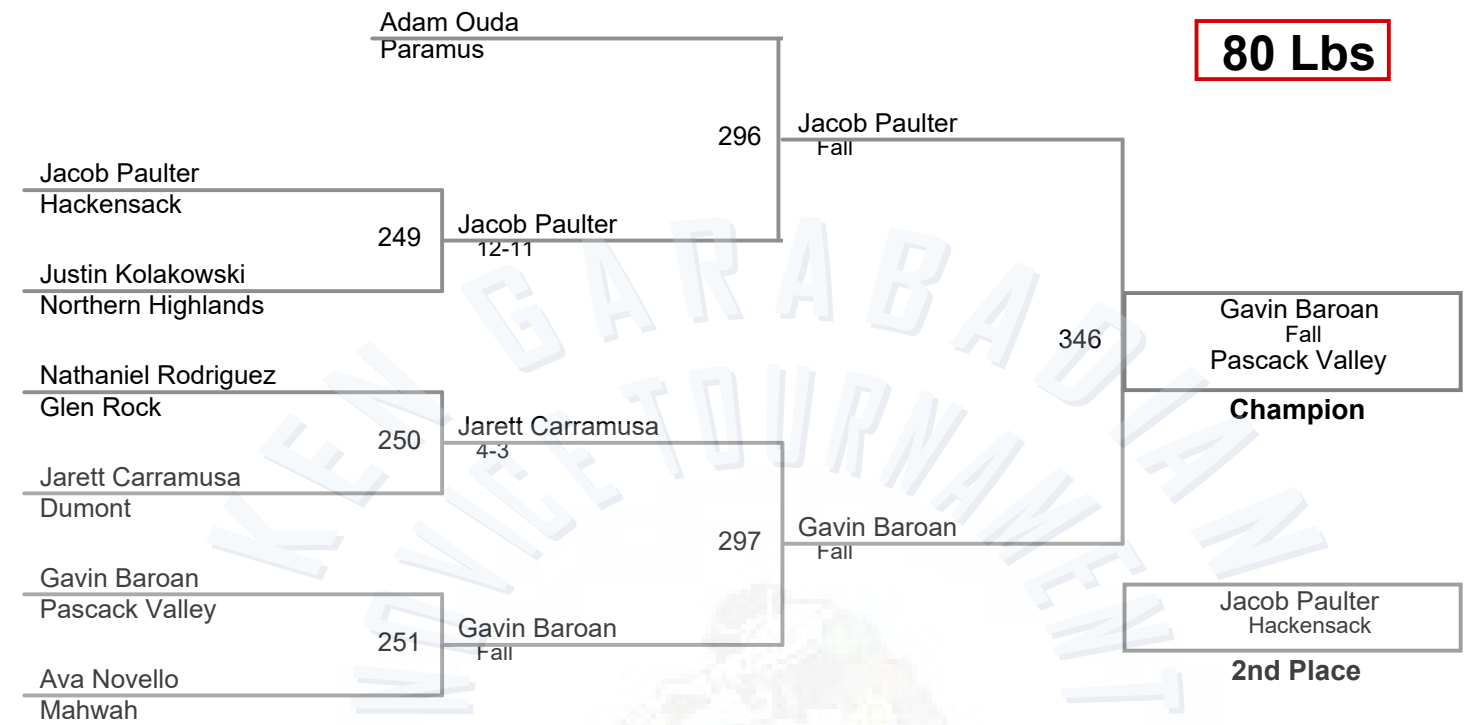 Adam Ouda
Paramus
80 Lbs
296
Jacob Paulter
Fall
Jacob Paulter
Hackensack
249
Jacob Paulter
12-11
Justin Kolakowski
Northern Highlands
346
Gavin Baroan
Fall
Pascack Valley
Champion
Nathaniel Rodriguez
Glen Rock
250
Jarett Carramusa
4-3
Jarett Carramusa
Dumont
297
Gavin Baroan
Fall
Gavin Baroan
Pascack Valley
251
Gavin Baroan
Fall
Ava Novello
Mahwah
Jacob Paulter
Hackensack
2nd Place
KEN GARABADIAN
NOVICE TOURNAMENT